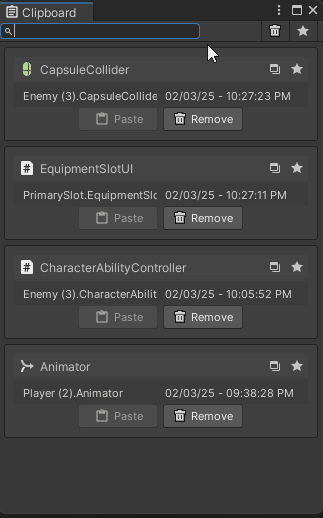 Clipboard
CapsuleCollider
Enemy (3).CapsuleCollide 02/03/25 - 10:27:23 PM
Paste Remove
EquipmentSlotUI
PrimarySlot.EquipmentSlo 02/03/25 - 10:27:11 PM
Paste Remove
CharacterAbilityController
Enemy (3).CharacterAbilit 02/03/25 - 10:05:52 PM
Paste Remove
Animator
Player (2).Animator 02/03/25 - 09:38:28 PM
Paste Remove